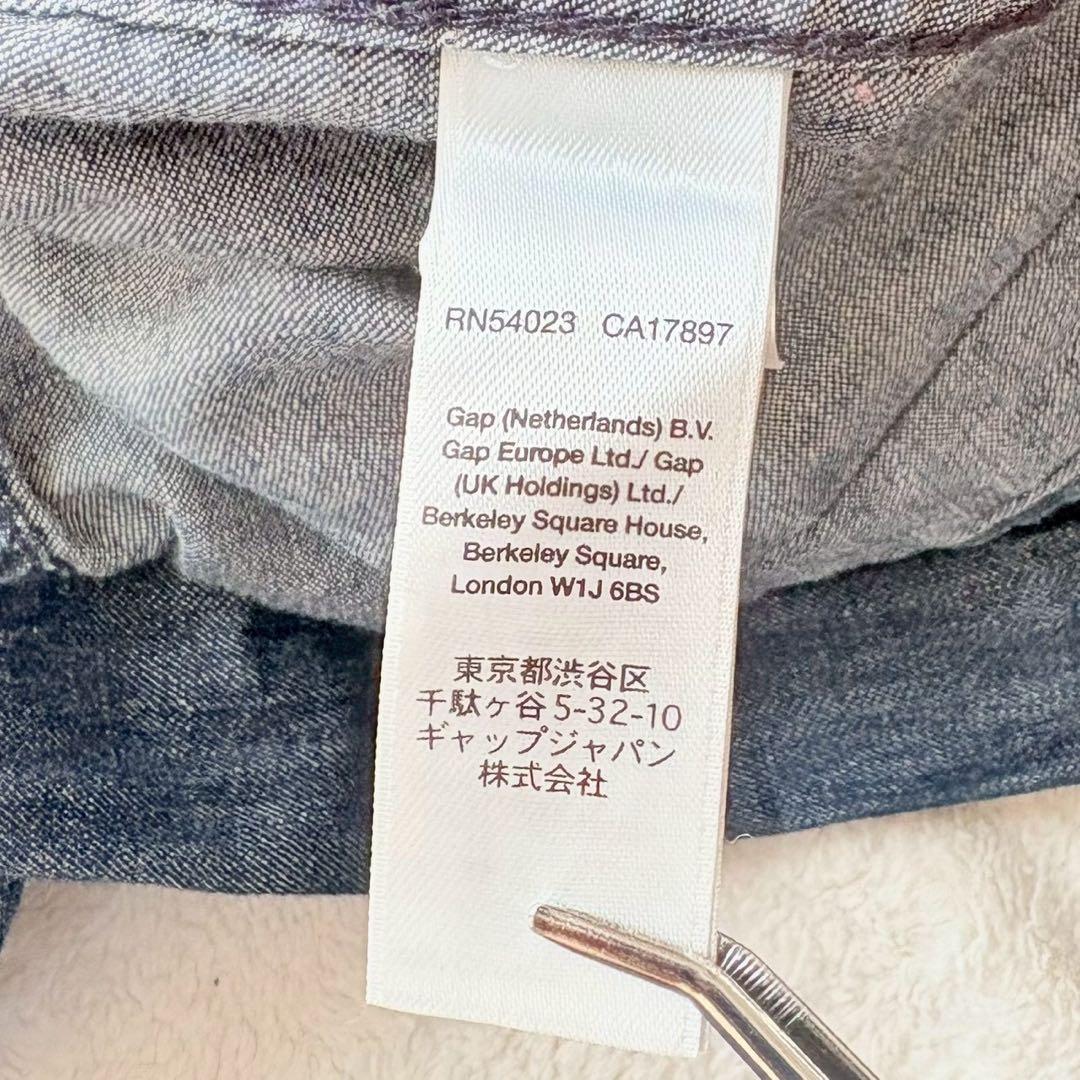 RN54023 CA17897
Gap (Netherlands) B.V.
Gap Europe Ltd./ Gap
(UK Holdings) Ltd./
Berkeley Square House,
Berkeley Square,
London W1J 6BS
東京都渋谷区
千駄ヶ谷5-32-10
ギャップジャパン
株式会社